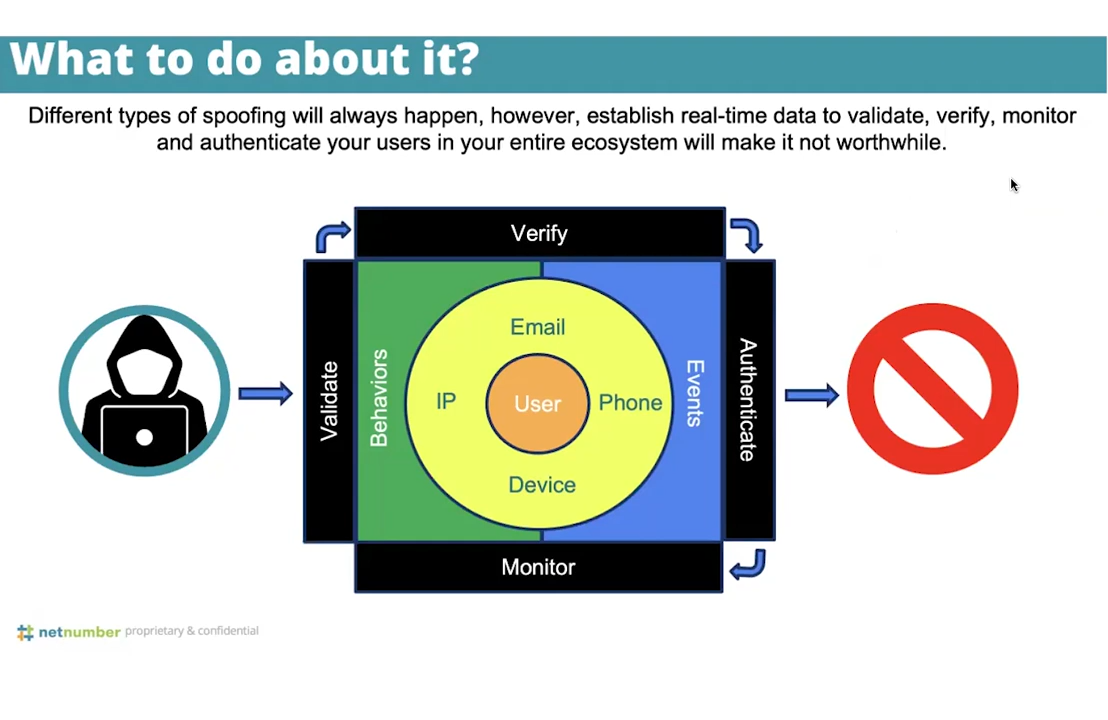 What to do about it?
Different types of spoofing will always happen, however, establish real-time data to validate, verify, monitor
and authenticate your users in your entire ecosystem will make it not worthwhile.
Verify
Validate
Behaviors
Email
IP
User
Phone
Device
Events
Authenticate
Monitor
netnumber proprietary & confidential